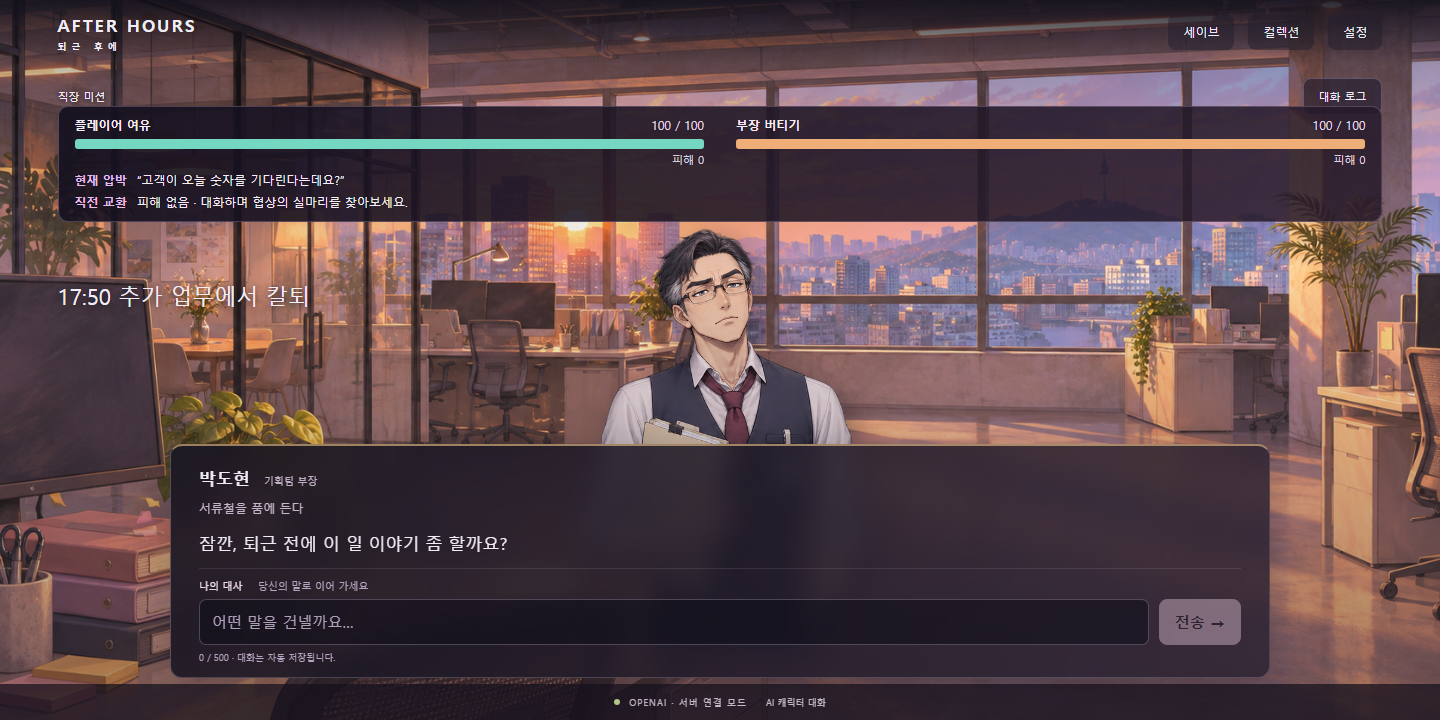 AFTER HOURS
퇴근 후에
세이브
컬렉션
설정
직장 미션
대화 로그
플레이어 여유
100 / 100
피해 0
부장 버티기
100 / 100
피해 0
현재 압박 "고객이 오늘 숫자를 기다린다는데요?"
직전 교환 피해 없음 · 대화하며 협상의 실마리를 찾아보세요.
17:50 추가 업무에서 칼퇴
박도현 기획팀 부장
서류철을 품에 든다
잠깐, 퇴근 전에 이 일 이야기 좀 할까요?
나의 대사 당신의 말로 이어 가세요
어떤 말을 건넬까요...
전송 →
0 / 500 · 대화는 자동 저장됩니다.
OPENAI · 서버 연결 모드 AI 캐릭터 대화